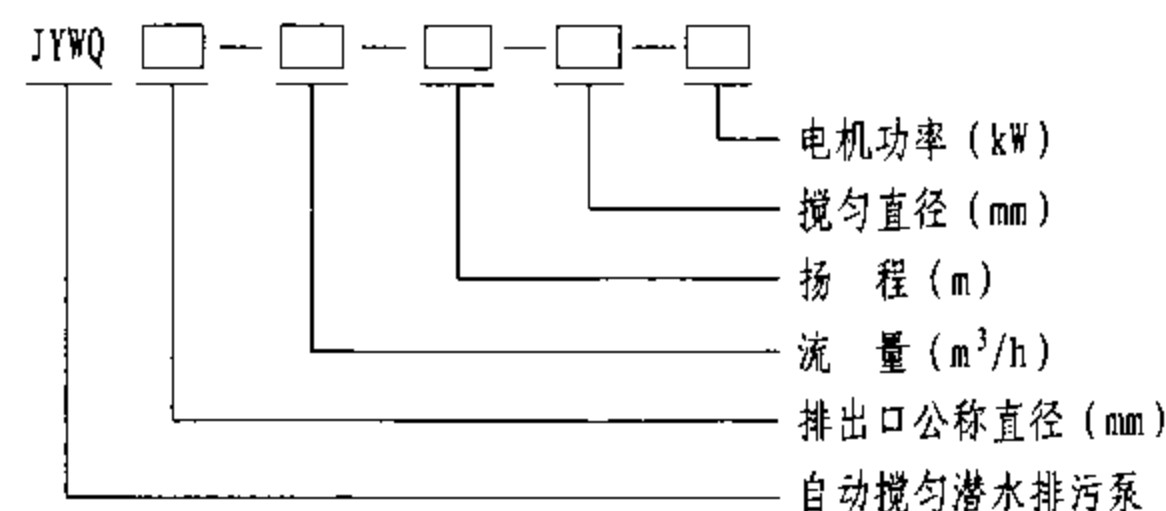 JYWQ □ — □ — □ — □ — □
电机功率(kW)
搅匀直径(mm)
扬 程(m)
流 量(m³/h)
排出口公称直径(mm)
自动搅匀潜水排污泵